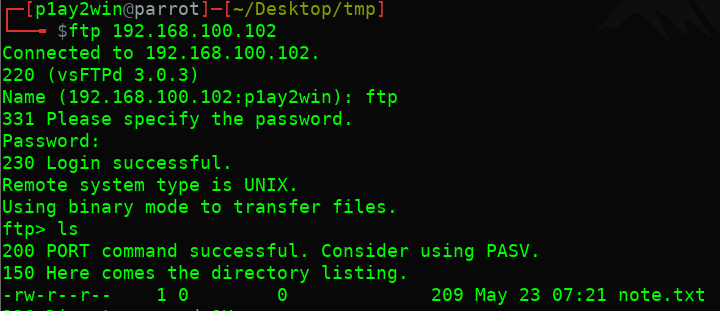 [p1ay2win@parrot]-[~/Desktop/tmp]
$ftp 192.168.100.102
Connected to 192.168.100.102.
220 (vsFTPd 3.0.3)
Name (192.168.100.102:p1ay2win): ftp
331 Please specify the password.
Password:
230 Login successful.
Remote system type is UNIX.
Using binary mode to transfer files.
ftp> ls
200 PORT command successful. Consider using PASV.
150 Here comes the directory listing.
-rw-r--r--    1 0        0             209 May 23 07:21 note.txt